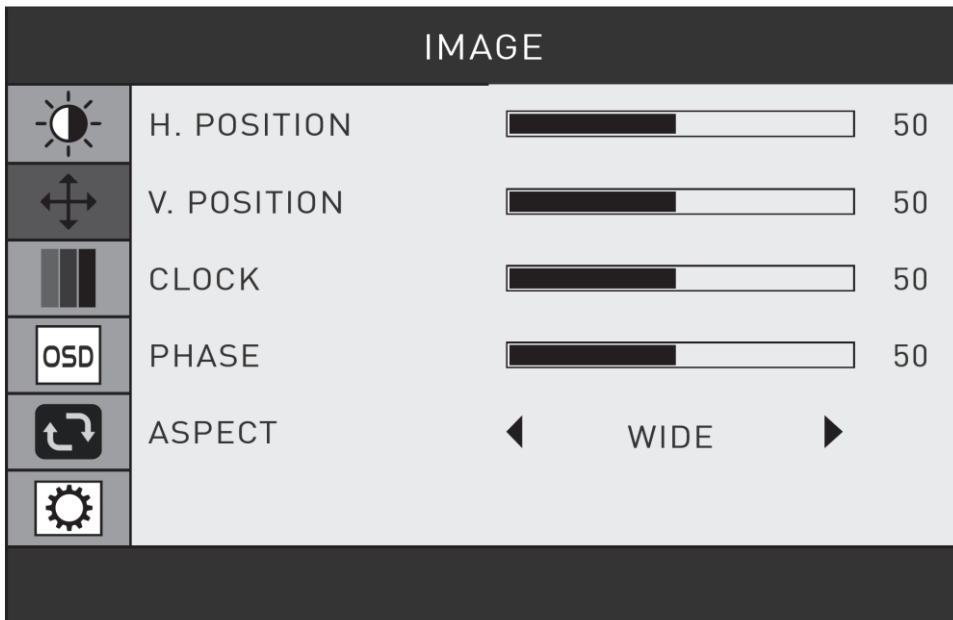 IMAGE
H. POSITION 50
V. POSITION 50
CLOCK 50
OSD PHASE 50
ASPECT WIDE